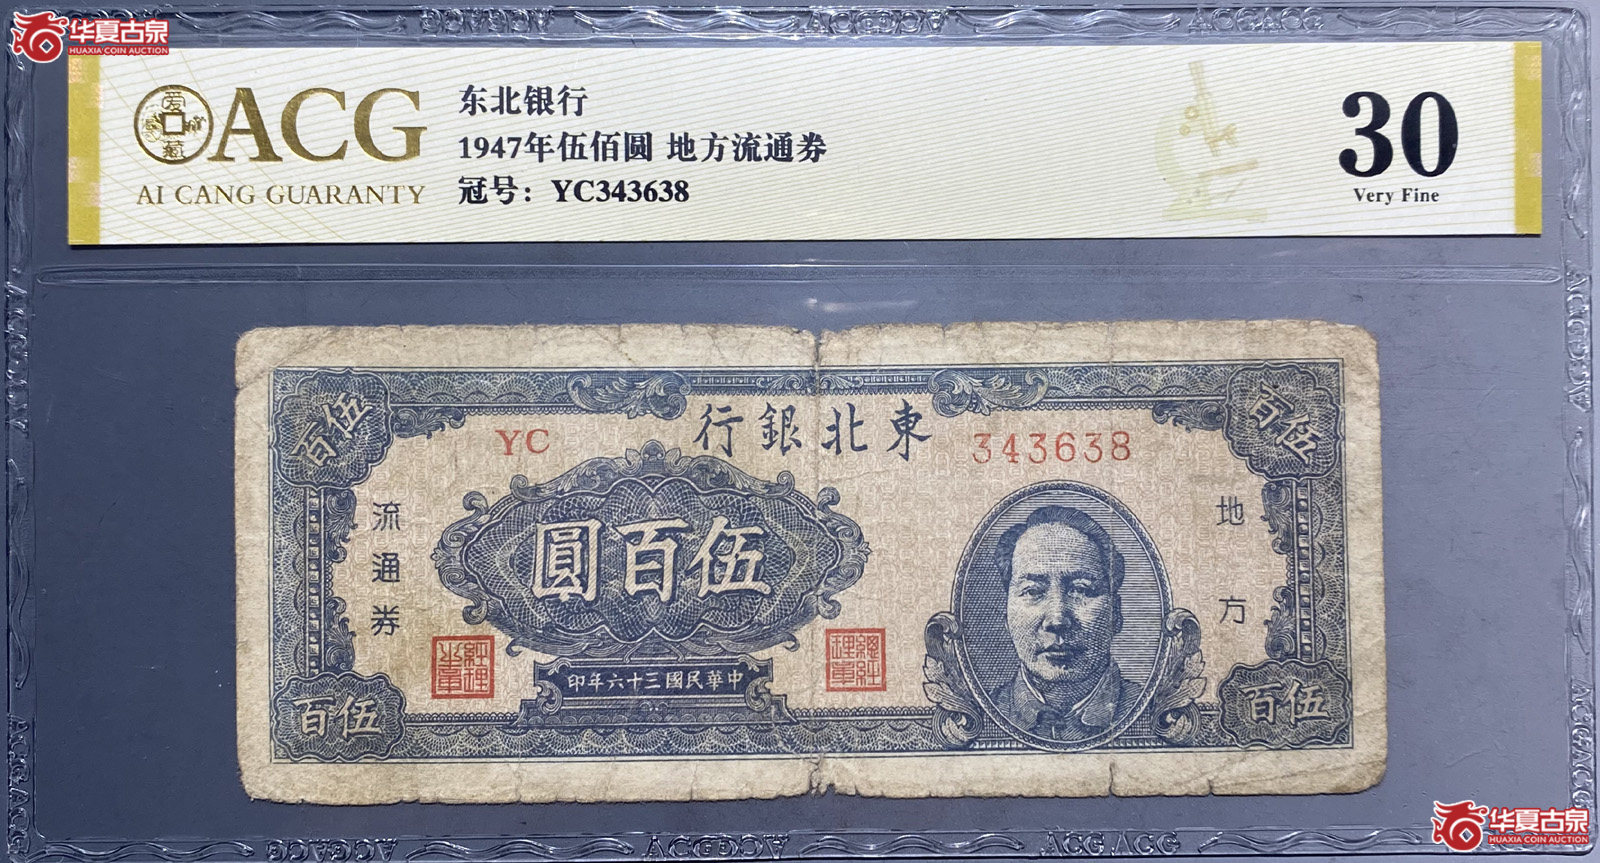 华夏古泉
HUAXIA COIN AUCTION
ACG
AI CANG GUARANTY
东北银行
1947年伍佰圆 地方流通券
冠号：YC343638
30
Very Fine
伍百
伍百
行銀北東
YC
343638
圓百伍
流通券
地方
印年六十三國民華中
百伍
百伍
华夏古泉
HUAXIA COIN AUCTION